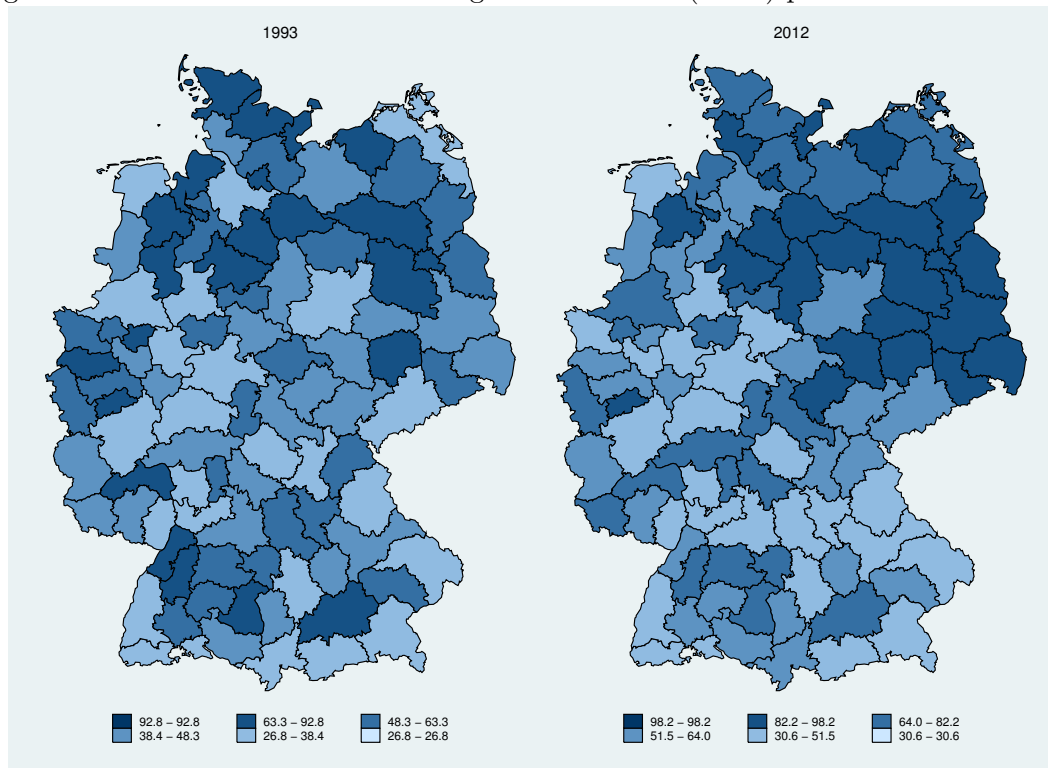 1993
2012
92.8 – 92.8
63.3 – 92.8
48.3 – 63.3
38.4 – 48.3
26.8 – 38.4
26.8 – 26.8
98.2 – 98.2
82.2 – 98.2
64.0 – 82.2
51.5 – 64.0
30.6 – 51.5
30.6 – 30.6